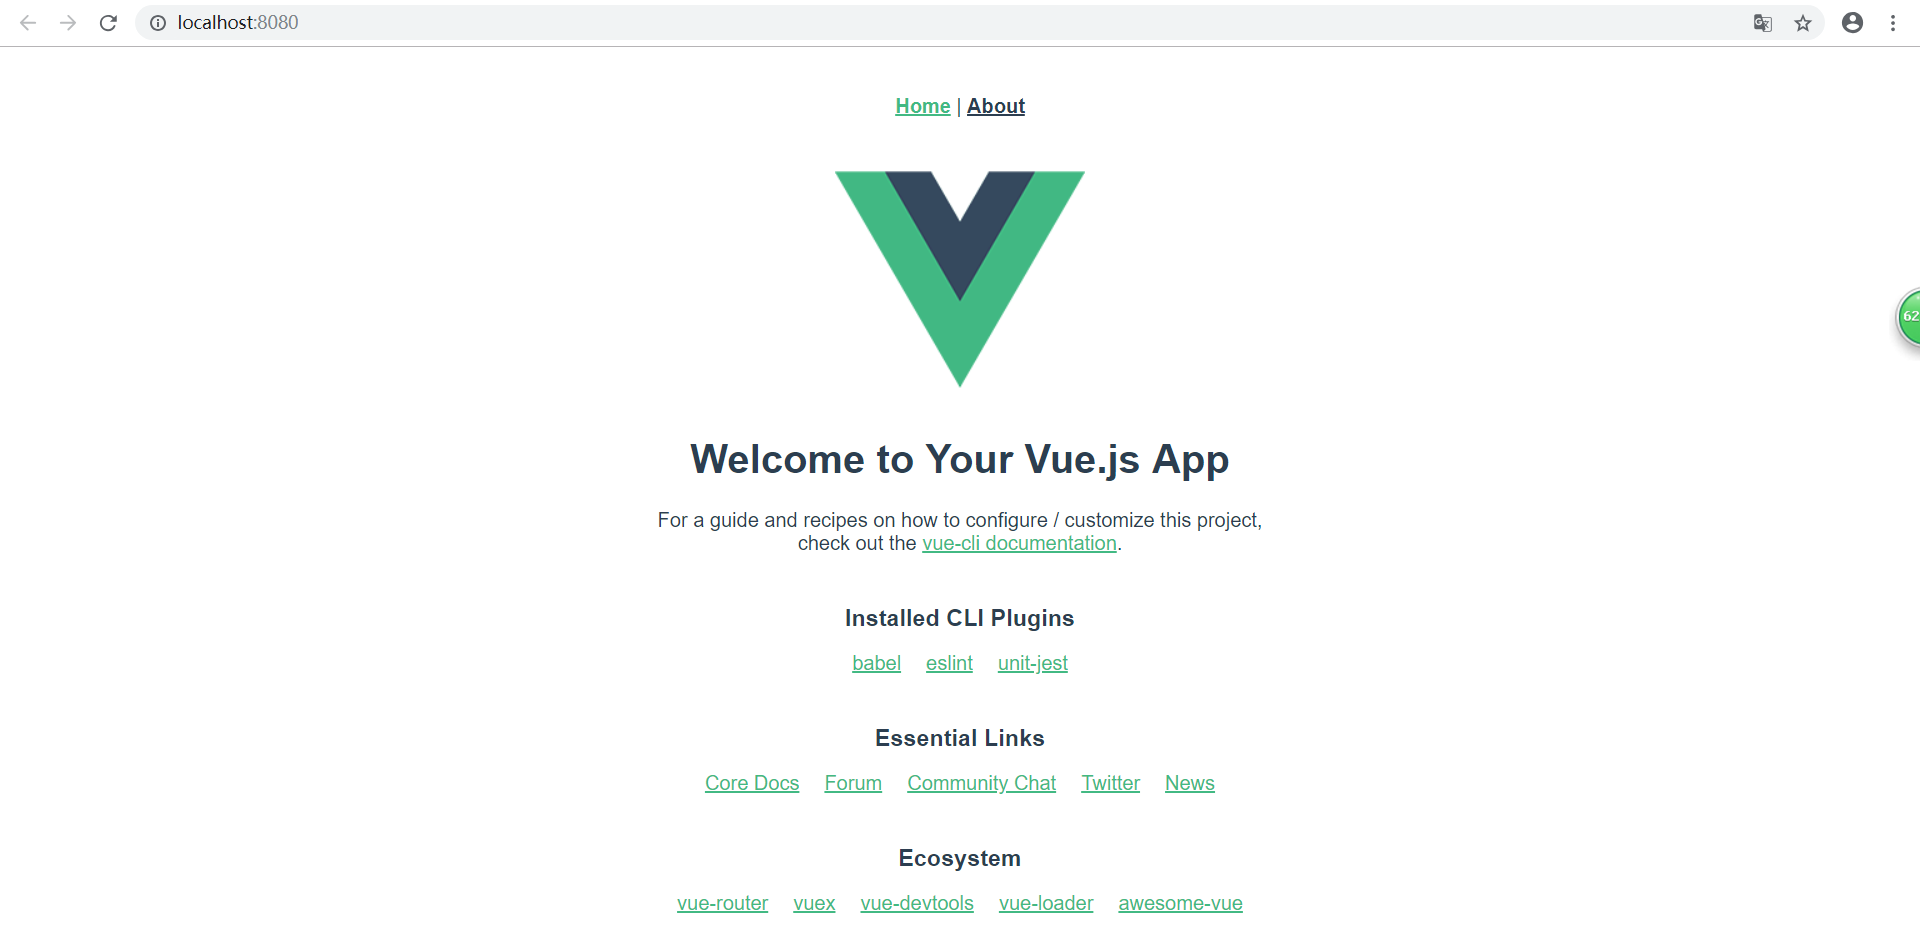 localhost:8080
Home | About
Welcome to Your Vue.js App
For a guide and recipes on how to configure / customize this project,
check out the vue-cli documentation.
Installed CLI Plugins
babel eslint unit-jest
Essential Links
Core Docs Forum Community Chat Twitter News
Ecosystem
vue-router vuex vue-devtools vue-loader awesome-vue